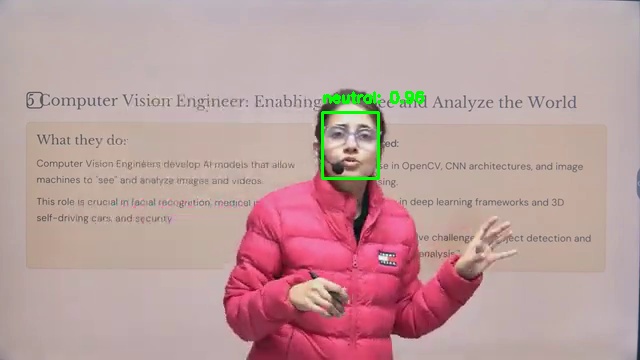 5 Computer Vision Engineer: Enabling and Analyze the World
neutral: 0.96
What they do:
Computer Vision Engineers develop AI models that allow
machines to "see" and analyze images and videos.
This role is crucial in facial recognition, medical
self-driving cars, and security
in OpenCV, CNN architectures, and image
in deep learning frameworks and 3D
detection and
analysis